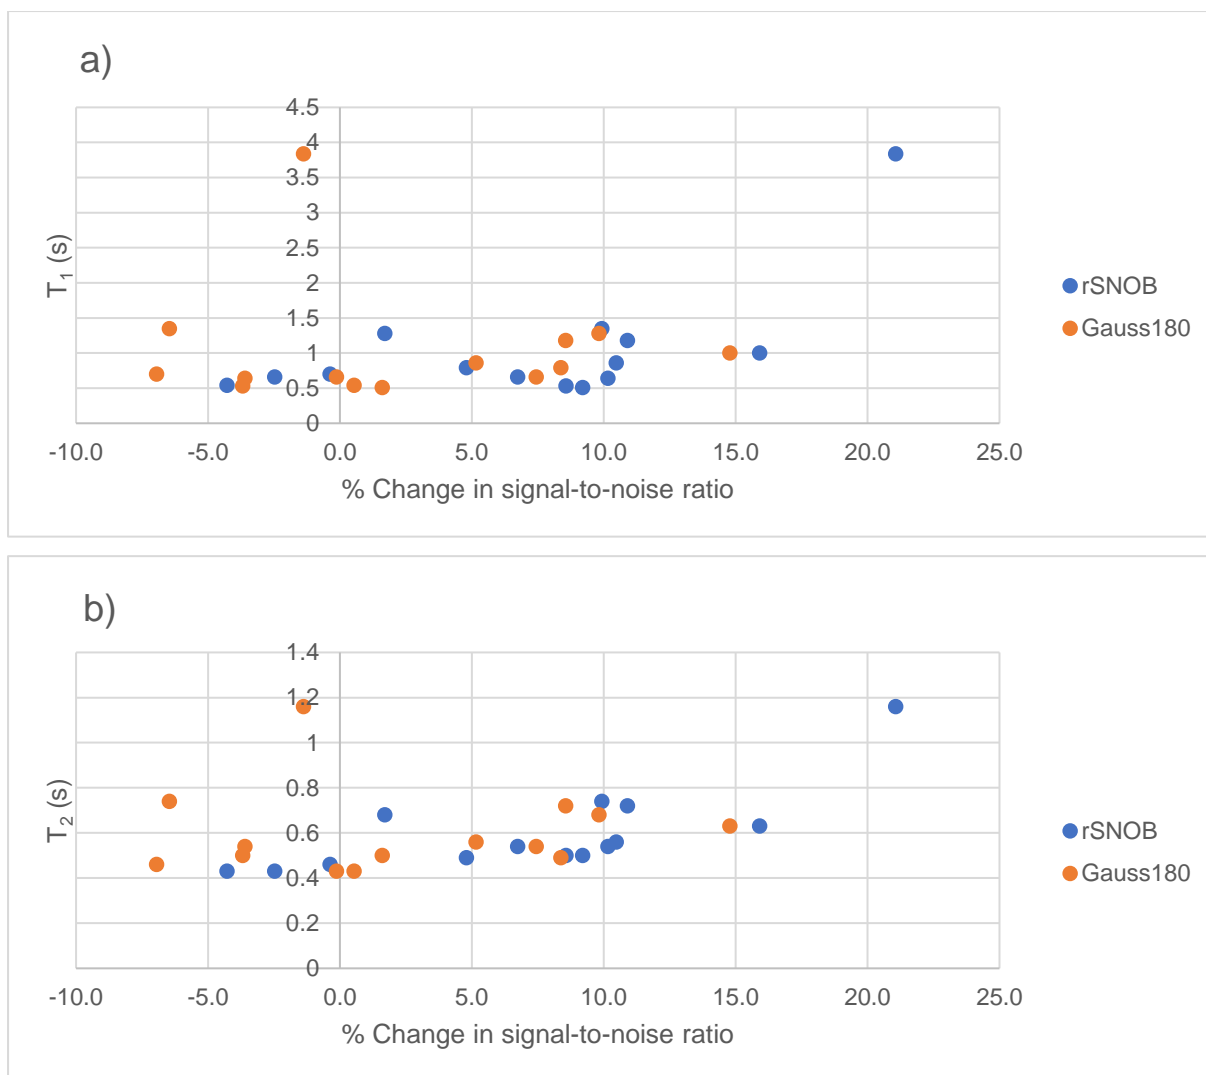 a)
4.5
4
3.5
3
2.5
2
1.5
1
0.5
0
-10.0 -5.0 0.0 5.0 10.0 15.0 20.0 25.0
T1 (s)
% Change in signal-to-noise ratio
rSNOB
Gauss180
b)
1.4
1.2
1
0.8
0.6
0.4
0.2
0
-10.0 -5.0 0.0 5.0 10.0 15.0 20.0 25.0
T2 (s)
% Change in signal-to-noise ratio
rSNOB
Gauss180